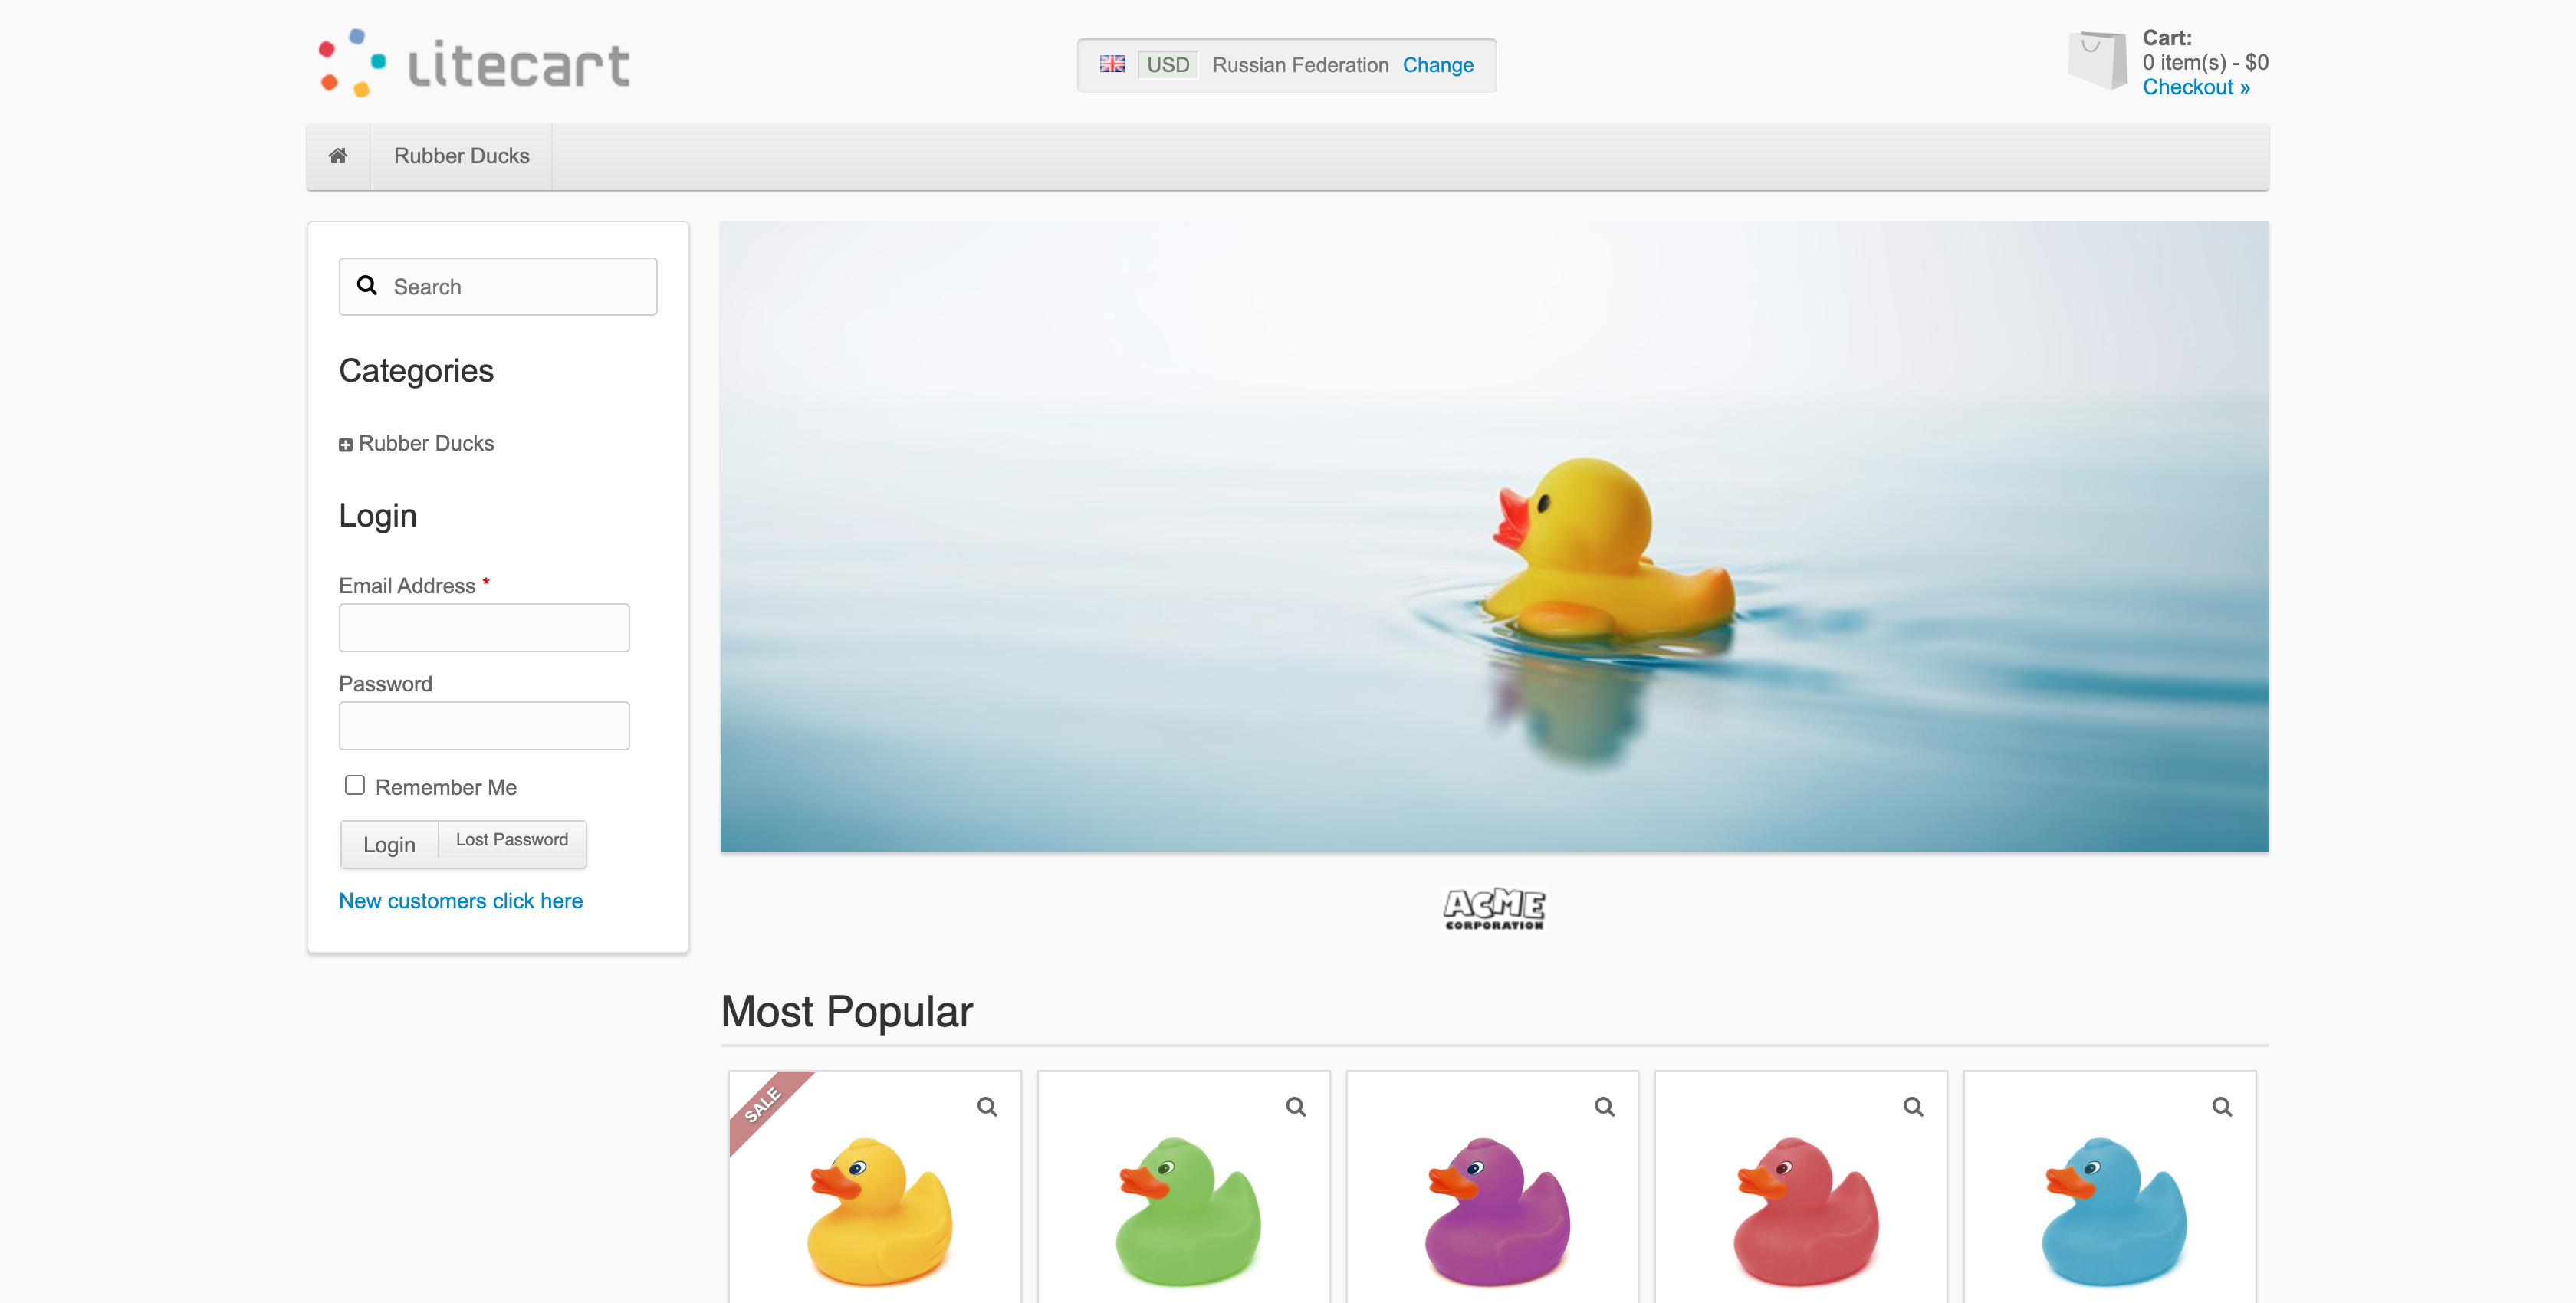 Litecart
USD Russian Federation Change
Cart:
0 item(s) - $0
Checkout »
Rubber Ducks
Search
Categories
Rubber Ducks
Login
Email Address *
Password
Remember Me
Login Lost Password
New customers click here
ACME
CORPORATION
Most Popular
SALE